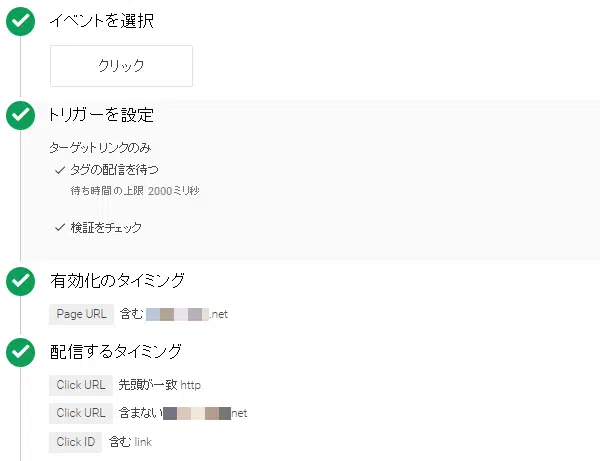 イベントを選択
クリック
トリガーを設定
ターゲットリンクのみ
タグの配信を待つ
待ち時間の上限 2000ミリ秒
検証をチェック
有効化のタイミング
Page URL 含む .net
配信するタイミング
Click URL 先頭が一致 http
Click URL 含まない net
Click ID 含む link